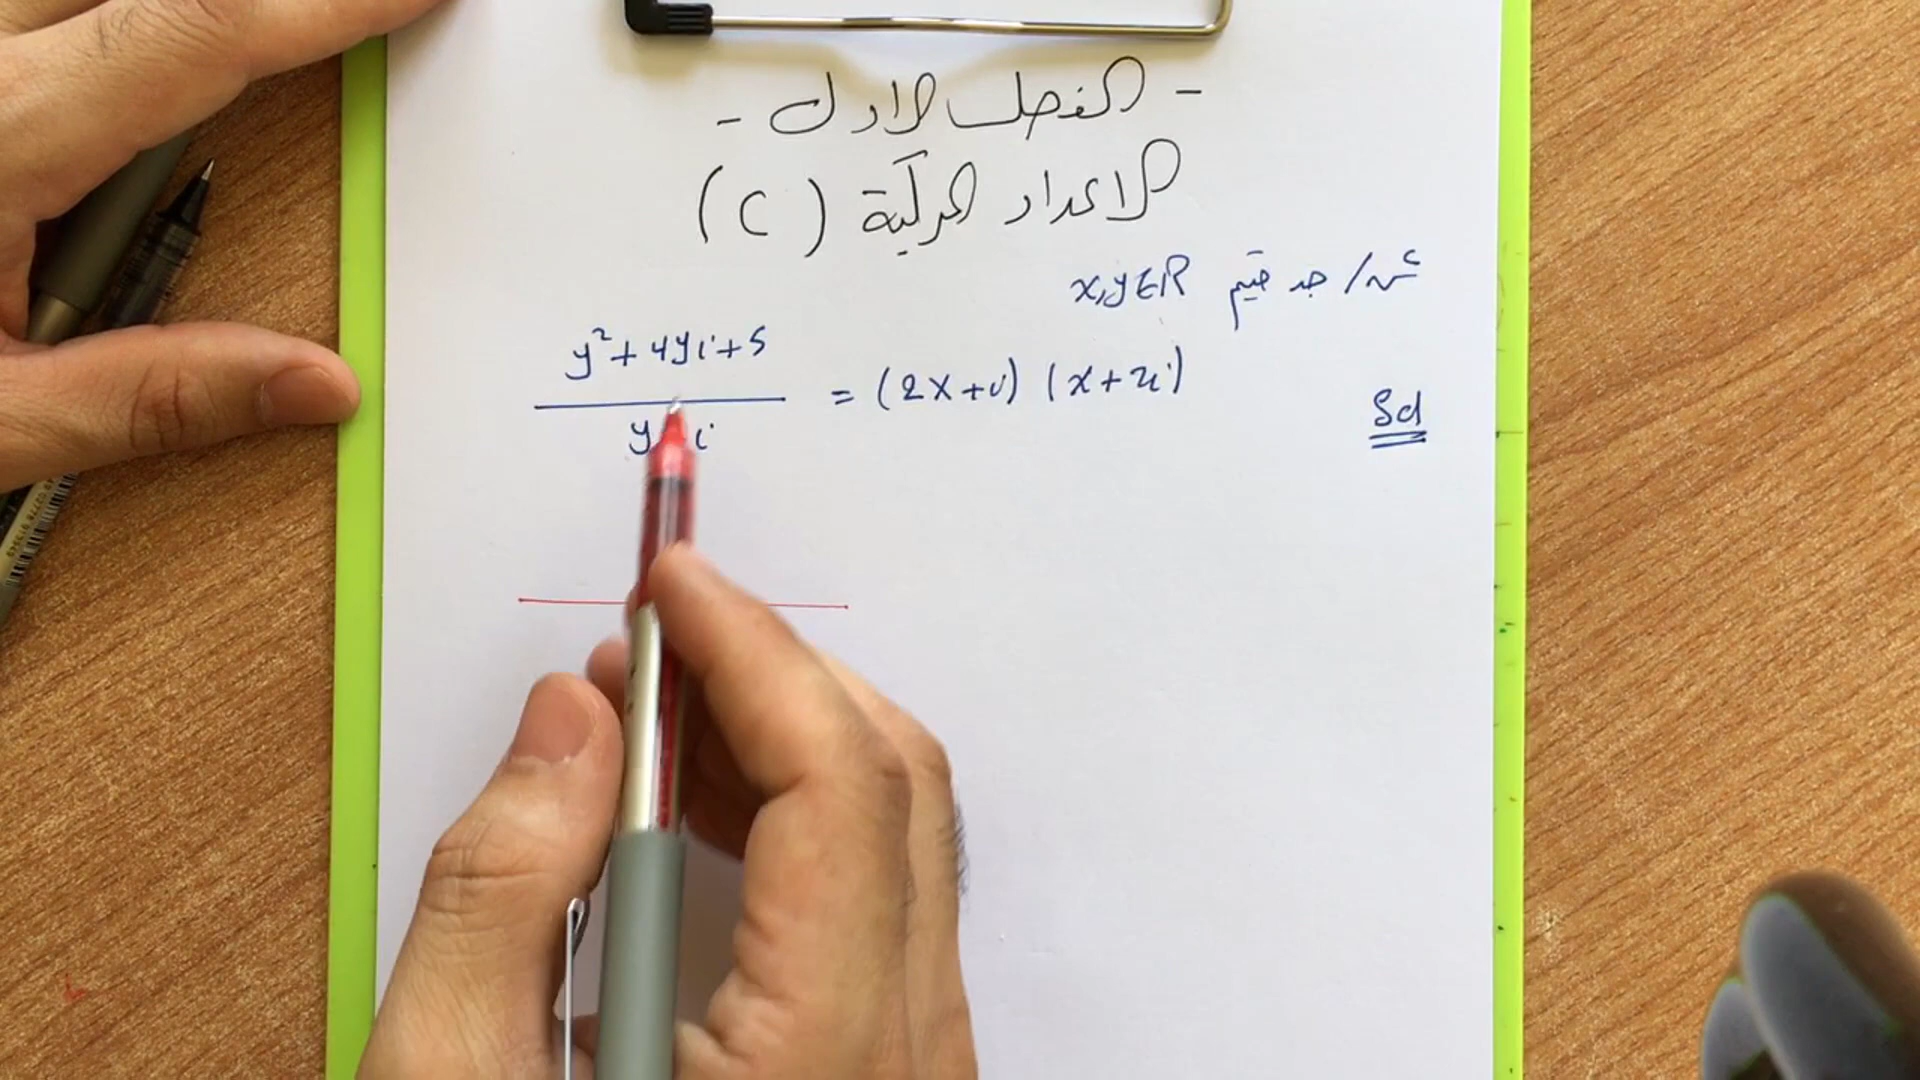 - الفصل الاول -
الاعداد المركبة (C)
س/ جد قيم x,y∈R
y²+4yi+5 / y i = (2x+i) (x+2i)
Sol